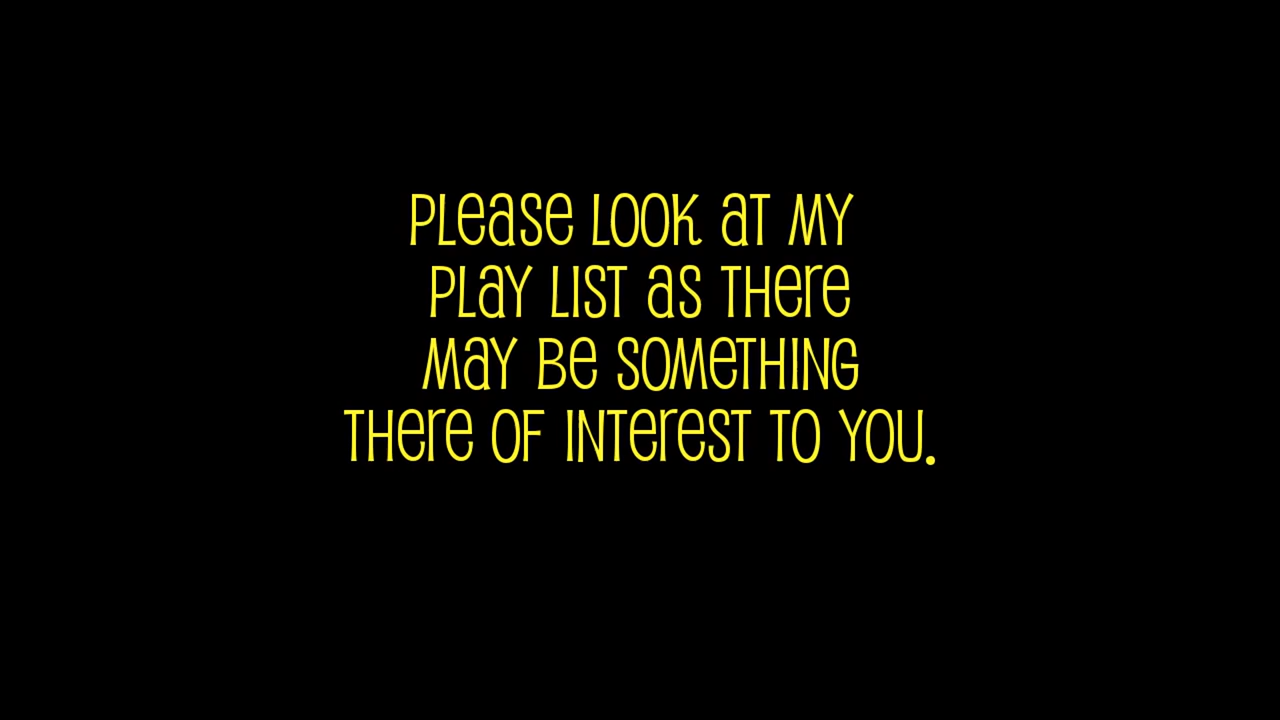 Please look at my
play list as there
may be something
there of interest to you.